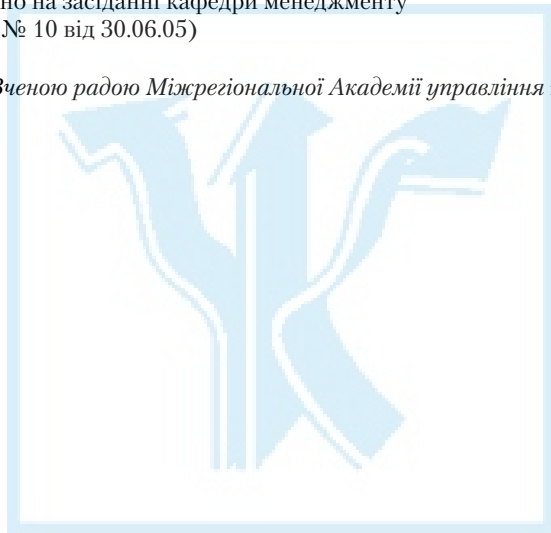 но на засіданні кафедри менеджменту
№ 10 від 30.06.05)
Вченою радою Міжрегіональної Академії управління